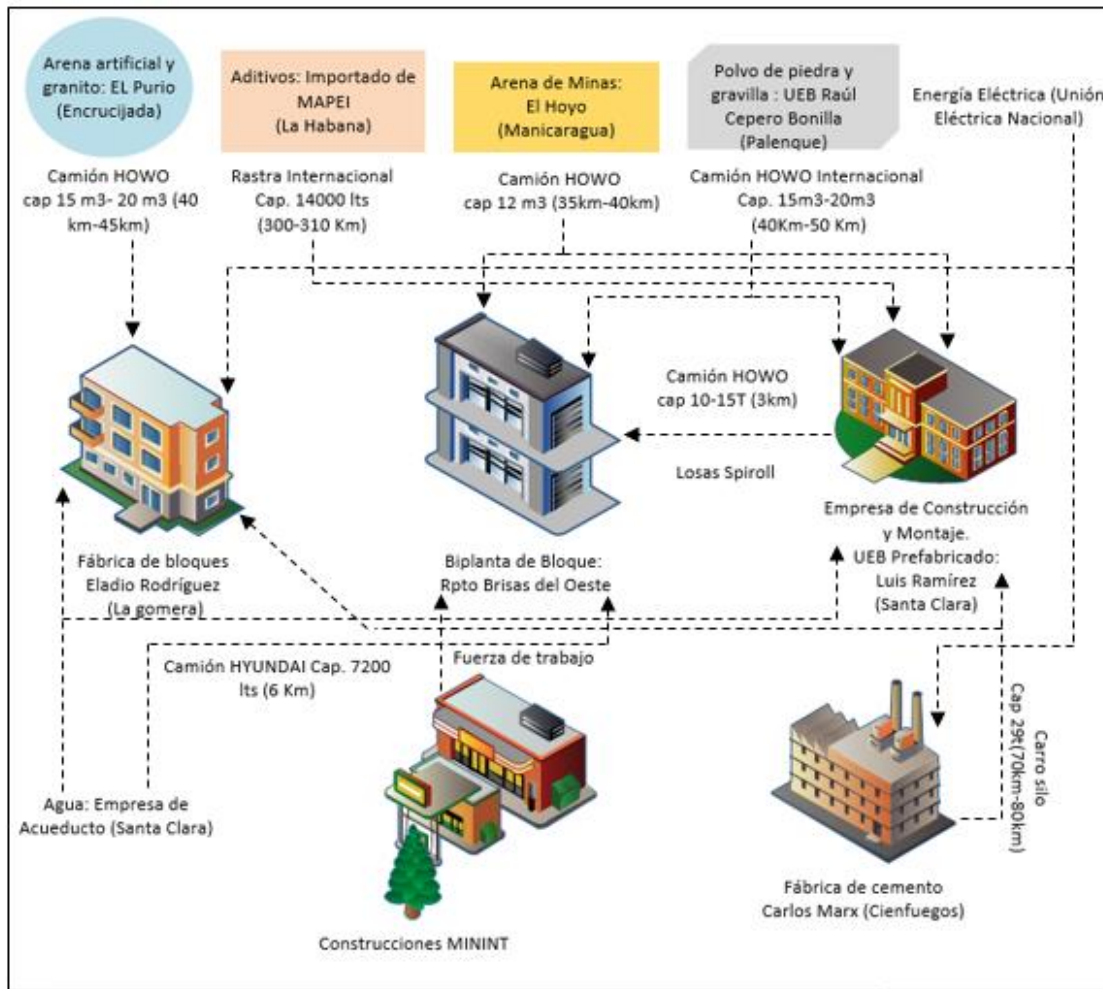 Arena artificial y
granito: EL Purio
(Encrucijada)
Aditivos: Importado de
MAPEI
(La Habana)
Arena de Minas:
El Hoyo
(Manicaragua)
Polvo de piedra y
gravilla : UEB Raúl
Cepero Bonilla
(Palenque)
Energía Eléctrica (Unión
Eléctrica Nacional)
Camión HOWO
cap 15 m3- 20 m3 (40
km-45km)
Rastra Internacional
Cap. 14000 lts
(300-310 Km)
Camión HOWO
cap 12 m3 (35km-40km)
Camión HOWO Internacional
Cap. 15m3-20m3
(40Km-50 Km)
Camión HOWO
cap 10-15T (3km)
Losas Spiroll
Fábrica de bloques
Eladio Rodríguez
(La gomera)
Biplanta de Bloque:
Rpto Brisas del Oeste
Empresa de Construcción
y Montaje.
UEB Prefabricado:
Luis Ramírez
(Santa Clara)
Camión HYUNDAI Cap. 7200
lts (6 Km)
Fuerza de trabajo
Carro silo
Cap 29t(70km-80km)
Agua: Empresa de
Acueducto (Santa Clara)
Construcciones MININT
Fábrica de cemento
Carlos Marx (Cienfuegos)